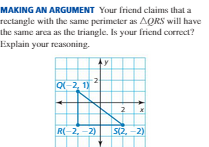 MAKING AN ARGUMENT Your friend claims that a
rectangle with the same perimeter as △QRS will have
the same area as the triangle. Is your friend correct?
Explain your reasoning.
y
Q(−2, 1)
2
2
x
R(−2, −2)
S(2, −2)